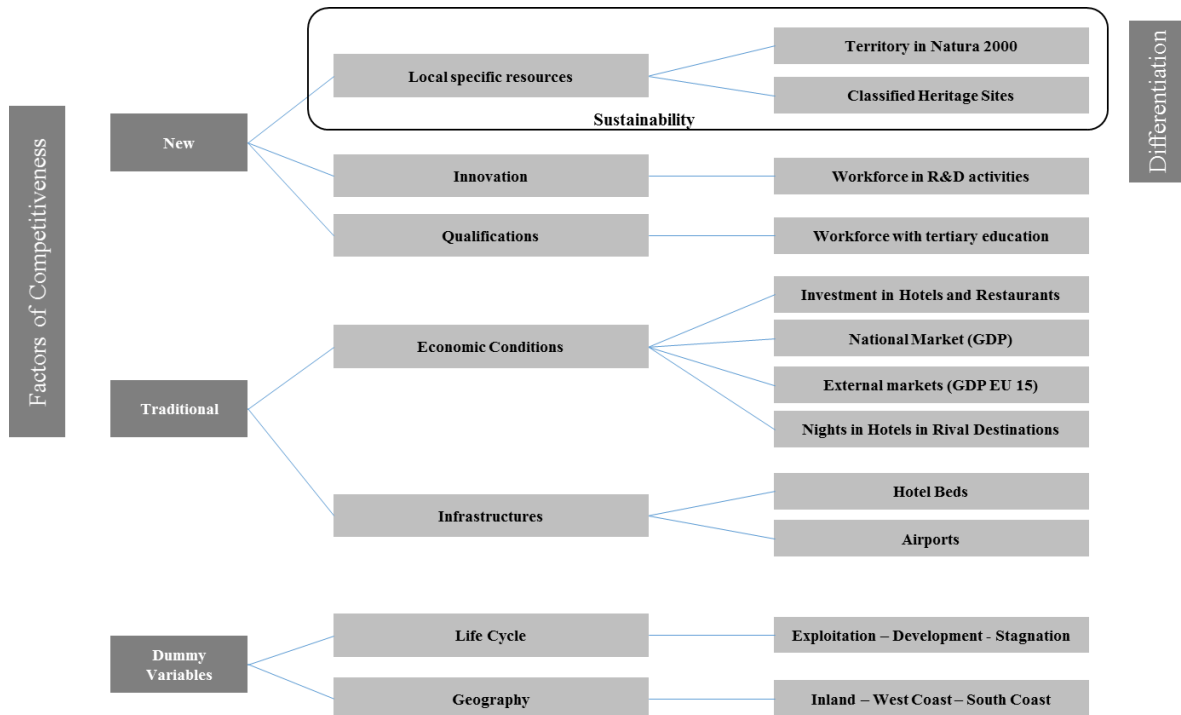 Factors of Competitiveness
New
Local specific resources
Territory in Natura 2000
Classified Heritage Sites
Sustainability
Differentiation
Innovation
Workforce in R&D activities
Qualifications
Workforce with tertiary education
Traditional
Economic Conditions
Investment in Hotels and Restaurants
National Market (GDP)
External markets (GDP EU 15)
Nights in Hotels in Rival Destinations
Infrastructures
Hotel Beds
Airports
Dummy
Variables
Life Cycle
Exploitation – Development - Stagnation
Geography
Inland – West Coast – South Coast